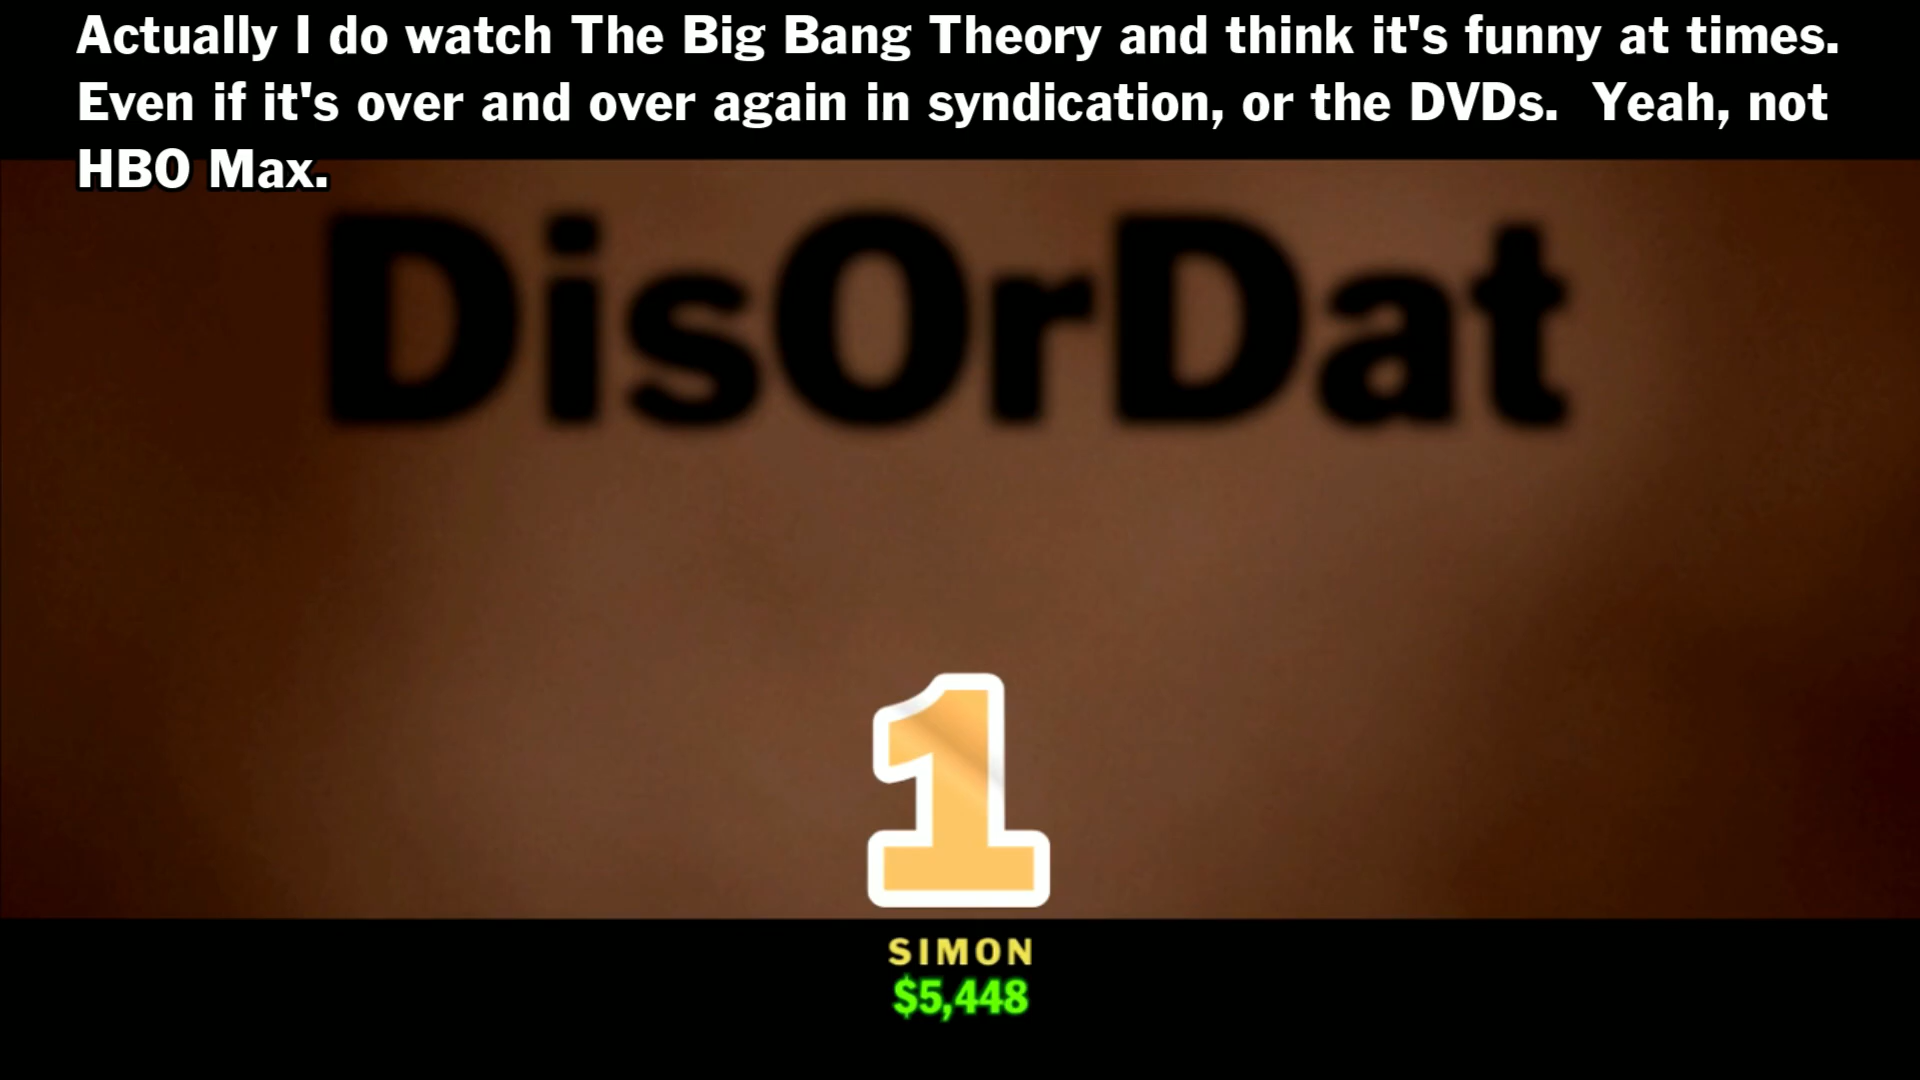 Actually I do watch The Big Bang Theory and think it's funny at times.
Even if it's over and over again in syndication, or the DVDs.  Yeah, not
HBO Max.
DisOrDat
1
SIMON
$5,448